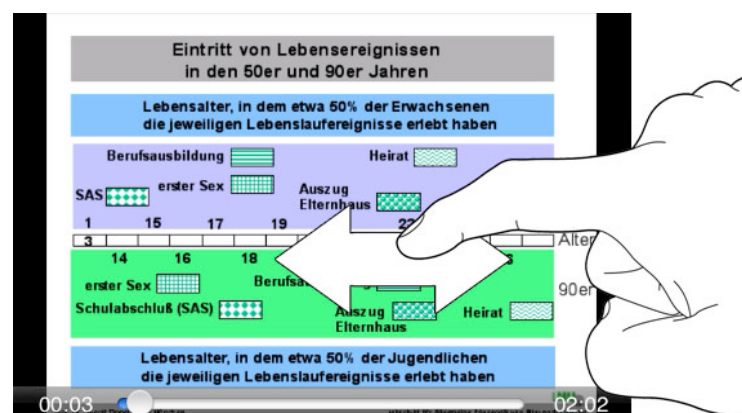 Eintritt von Lebensereignissen
in den 50er und 90er Jahren
Lebensalter, in dem etwa 50% der Erwachsenen
die jeweiligen Lebenslaufereignisse erlebt haben
Berufsausbildung
Heirat
SAS
erster Sex
Auszug
Elternhaus
1 15 17 19
3
Alter
14 16 18
erster Sex
90er
Schulabschluß (SAS)
Auszug
Elternhaus
Heirat
Lebensalter, in dem etwa 50% der Jugendlichen
die jeweiligen Lebenslaufereignisse erlebt haben
00:03
02:02